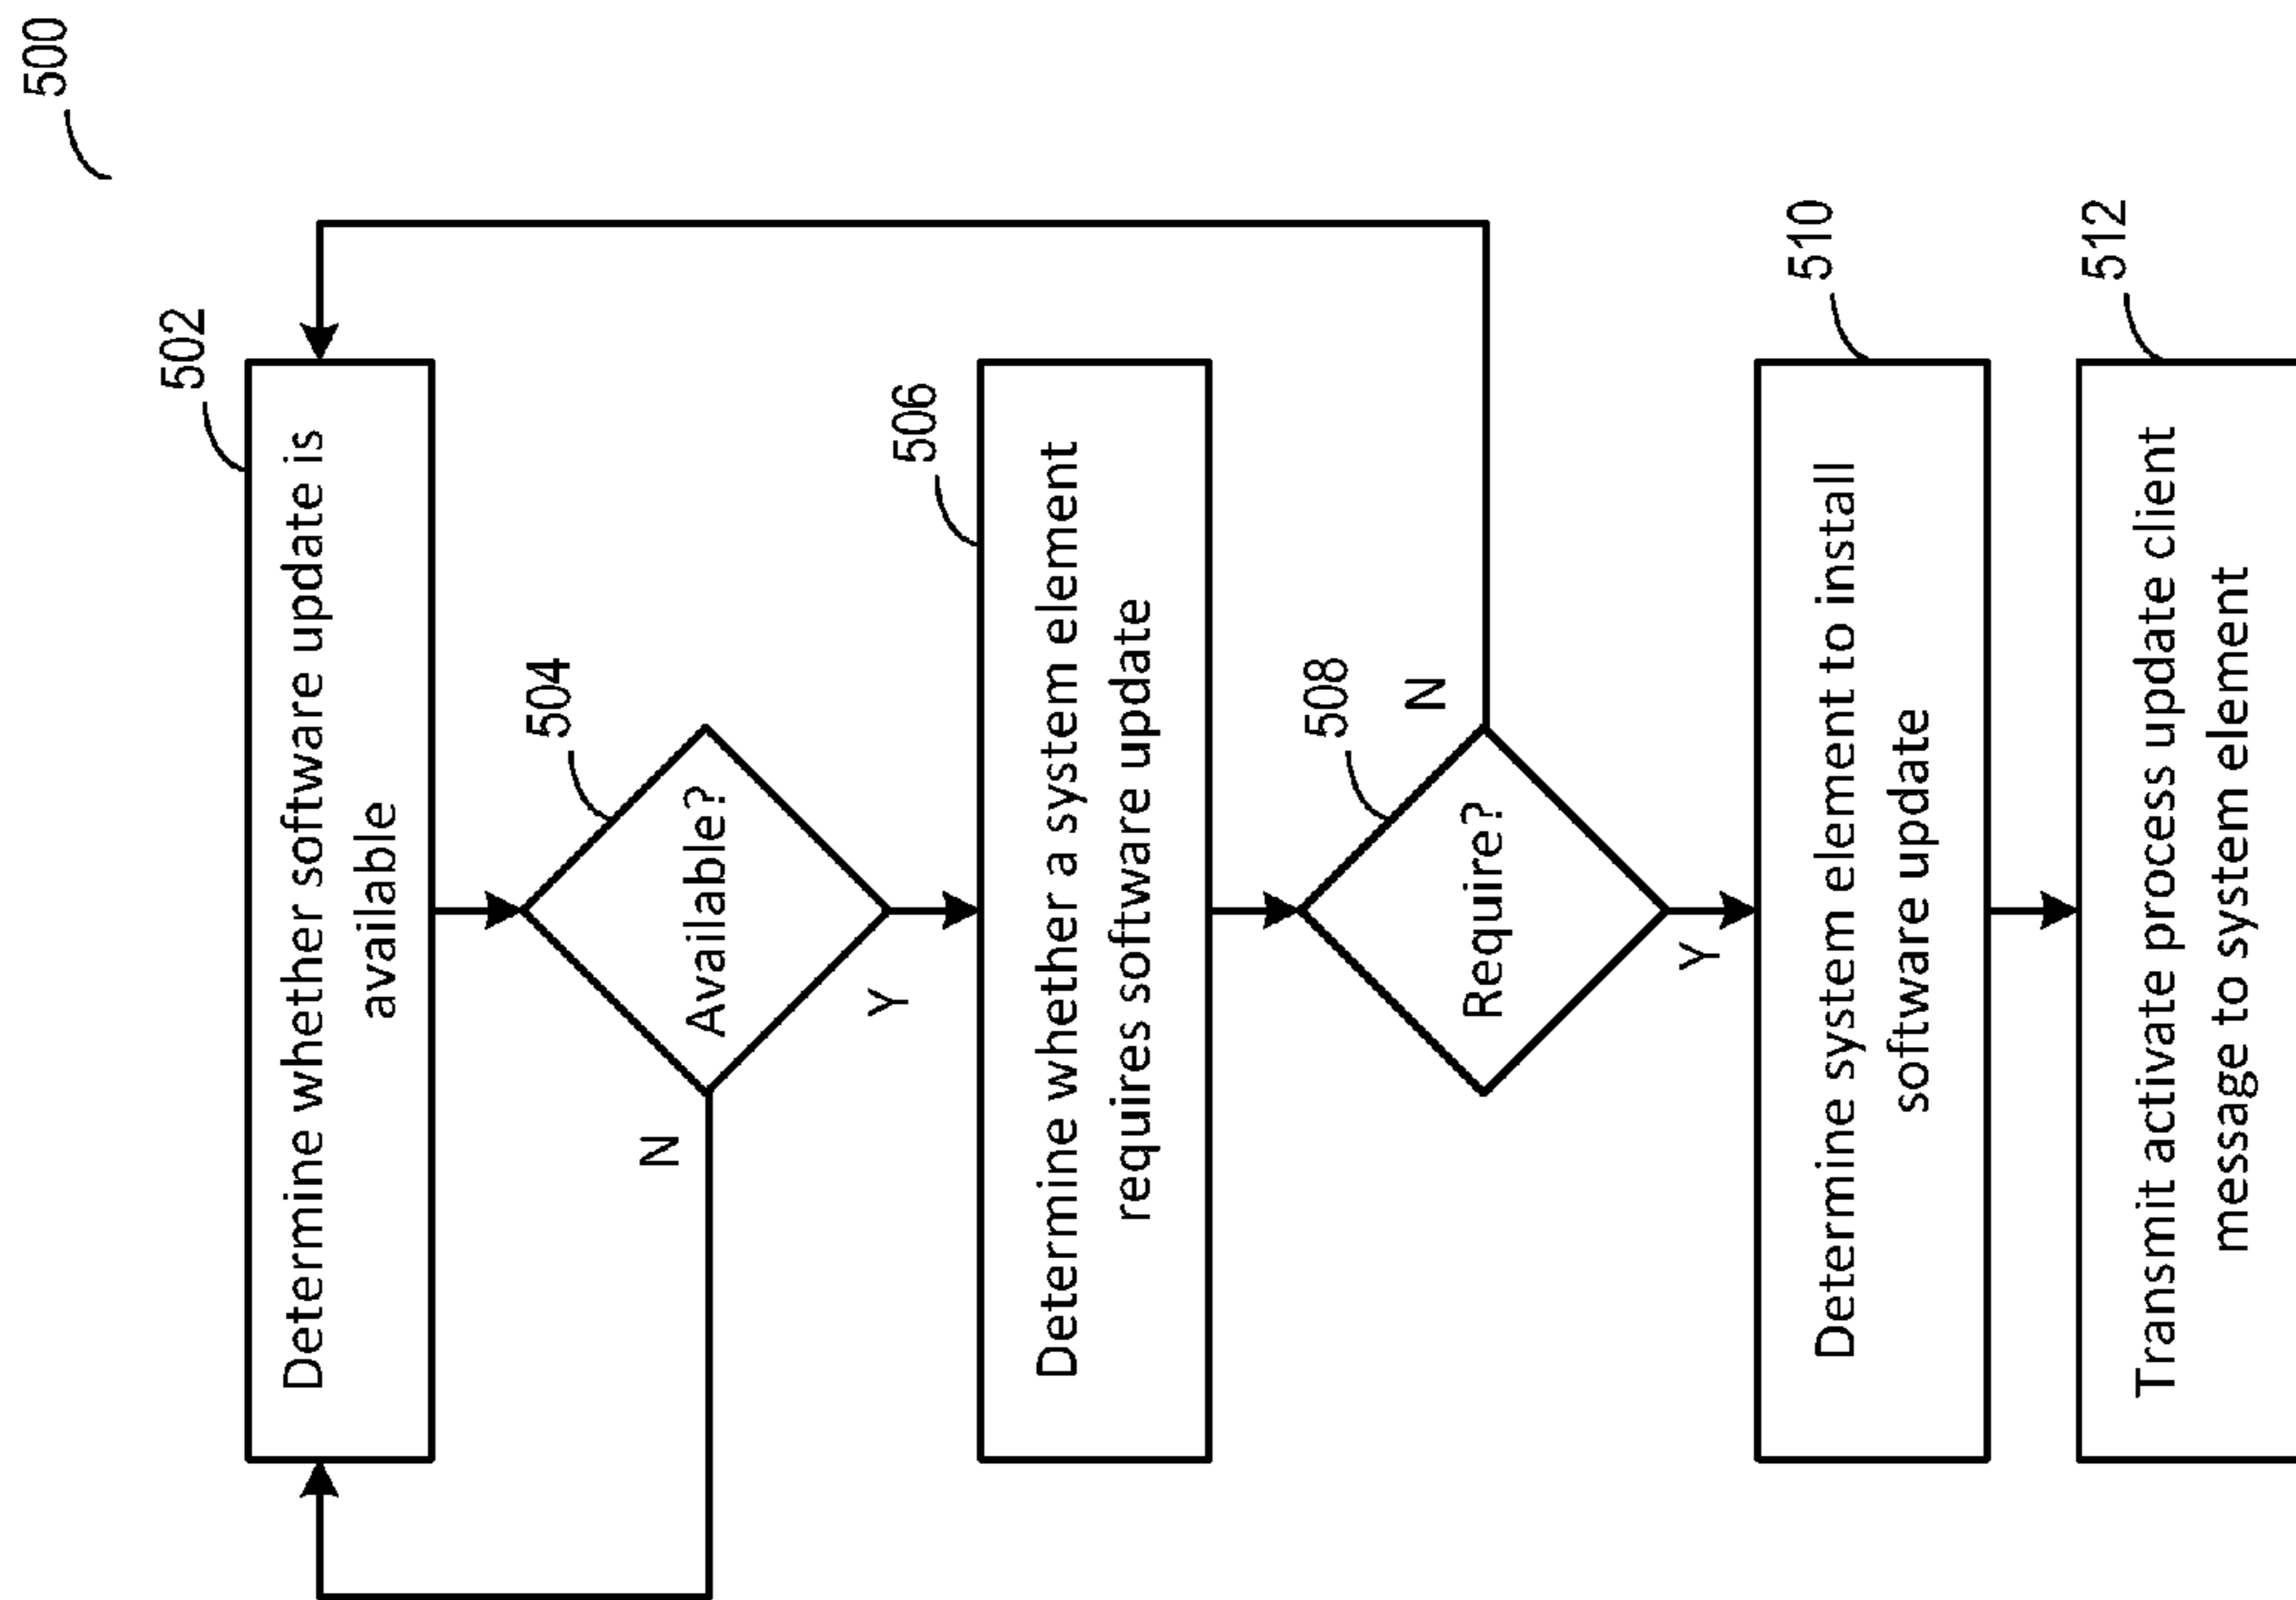 500
502
Determine whether software update is
available
504
Available?
N
Y
506
Determine whether a system element
requires software update
508
Require?
N
Y
510
Determine system element to install
software update
512
Transmit activate process update client
message to system element